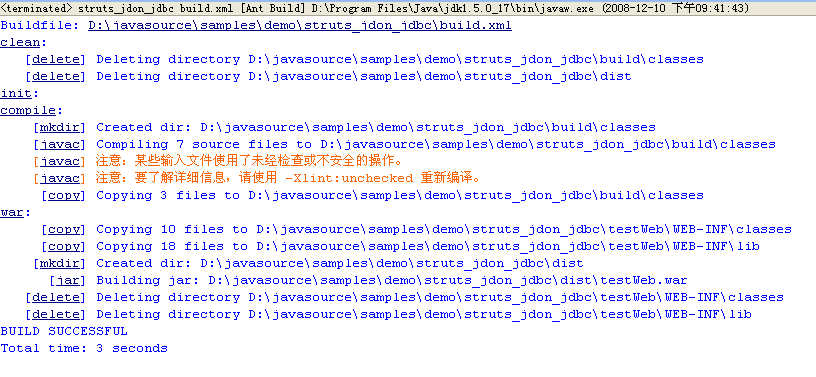 <terminated> struts_jdon_jdbc build.xml [Ant Build] D:\Program Files\Java\jdk1.5.0_17\bin\javaw.exe (2008-12-10 下午09:41:43)
Buildfile: D:\javasource\samples\demo\struts_jdon_jdbc\build.xml
clean:
[delete] Deleting directory D:\javasource\samples\demo\struts_jdon_jdbc\build\classes
[delete] Deleting directory D:\javasource\samples\demo\struts_jdon_jdbc\dist
init:
compile:
[mkdir] Created dir: D:\javasource\samples\demo\struts_jdon_jdbc\build\classes
[javac] Compiling 7 source files to D:\javasource\samples\demo\struts_jdon_jdbc\build\classes
[javac] 注意：某些输入文件使用了未经检查或不安全的操作。
[javac] 注意：要了解详细信息，请使用 -Xlint:unchecked 重新编译。
[copy] Copying 3 files to D:\javasource\samples\demo\struts_jdon_jdbc\build\classes
war:
[copy] Copying 10 files to D:\javasource\samples\demo\struts_jdon_jdbc\testWeb\WEB-INF\classes
[copy] Copying 18 files to D:\javasource\samples\demo\struts_jdon_jdbc\testWeb\WEB-INF\lib
[mkdir] Created dir: D:\javasource\samples\demo\struts_jdon_jdbc\dist
[jar] Building jar: D:\javasource\samples\demo\struts_jdon_jdbc\dist\testWeb.war
[delete] Deleting directory D:\javasource\samples\demo\struts_jdon_jdbc\testWeb\WEB-INF\classes
[delete] Deleting directory D:\javasource\samples\demo\struts_jdon_jdbc\testWeb\WEB-INF\lib
BUILD SUCCESSFUL
Total time: 3 seconds